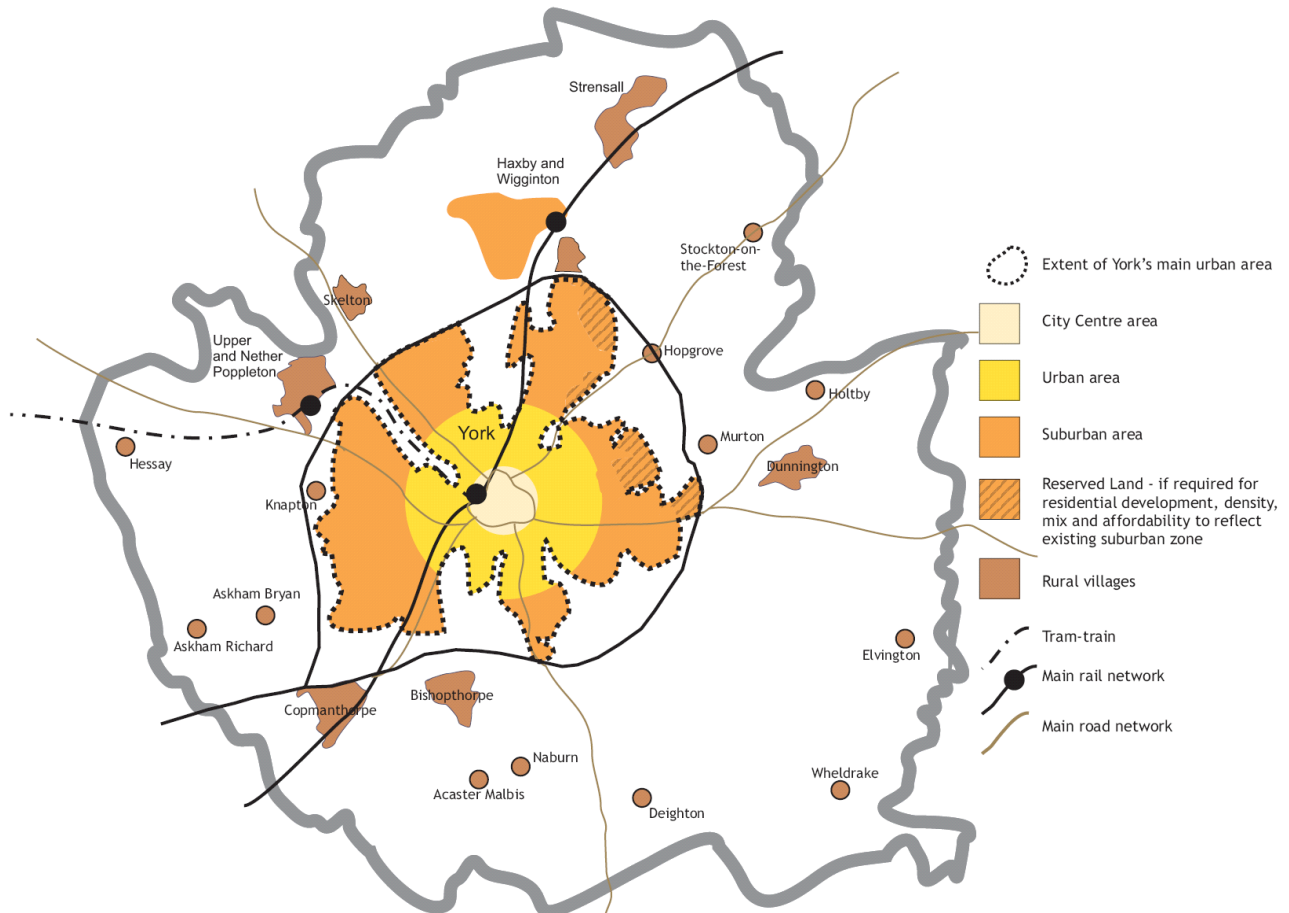 Strensall
Haxby and
Wigginton
Stockton-on-
the-Forest
Skelton
Upper
and Nether
Poppleton
Hopgrove
Holtby
York
Murton
Hessay
Dunnington
Knapton
Askham Bryan
Askham Richard
Elvington
Bishopthorpe
Copmanthorpe
Naburn
Acaster Malbis
Wheldrake
Deighton
Extent of York's main urban area
City Centre area
Urban area
Suburban area
Reserved Land - if required for
residential development, density,
mix and affordability to reflect
existing suburban zone
Rural villages
Tram-train
Main rail network
Main road network